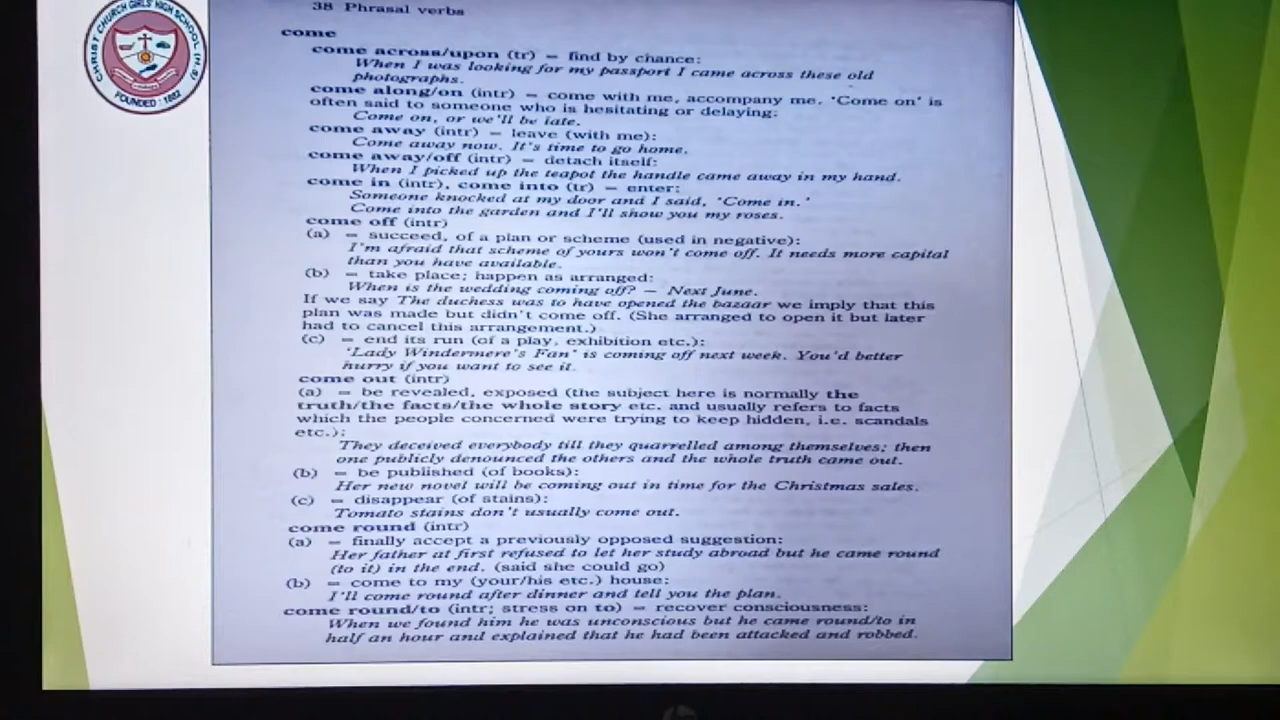 CHRIST CHURCH GIRLS' HIGH SCHOOL (H.S)
FOUNDED : 1882
38 Phrasal verbs
come
come across/upon (tr) = find by chance:
When I was looking for my passport I came across these old
photographs.
come along/on (intr) = come with me, accompany me. 'Come on' is
often said to someone who is hesitating or delaying:
Come on, or we'll be late.
come away (intr) = leave (with me):
Come away now. It's time to go home.
come away/off (intr) = detach itself:
When I picked up the teapot the handle came away in my hand.
come in (intr), come into (tr) = enter:
Someone knocked at my door and I said, 'Come in.'
Come into the garden and I'll show you my roses.
come off (intr)
(a) = succeed, of a plan or scheme (used in negative):
I'm afraid that scheme of yours won't come off. It needs more capital
than you have available.
(b) = take place; happen as arranged:
When is the wedding coming off? – Next June.
If we say The duchess was to have opened the bazaar we imply that this
plan was made but didn't come off. (She arranged to open it but later
had to cancel this arrangement.)
(c) = end its run (of a play, exhibition etc.):
'Lady Windermere's Fan' is coming off next week. You'd better
hurry if you want to see it.
come out (intr)
(a) = be revealed, exposed (the subject here is normally the
truth/the facts/the whole story etc. and usually refers to facts
which the people concerned were trying to keep hidden, i.e. scandals
etc.):
They deceived everybody till they quarrelled among themselves; then
one publicly denounced the others and the whole truth came out.
(b) = be published (of books):
Her new novel will be coming out in time for the Christmas sales.
(c) = disappear (of stains):
Tomato stains don't usually come out.
come round (intr)
(a) = finally accept a previously opposed suggestion:
Her father at first refused to let her study abroad but he came round
(to it) in the end. (said she could go)
(b) = come to my (your/his etc.) house:
I'll come round after dinner and tell you the plan.
come round/to (intr; stress on to) = recover consciousness:
When we found him he was unconscious but he came round/to in
half an hour and explained that he had been attacked and robbed.